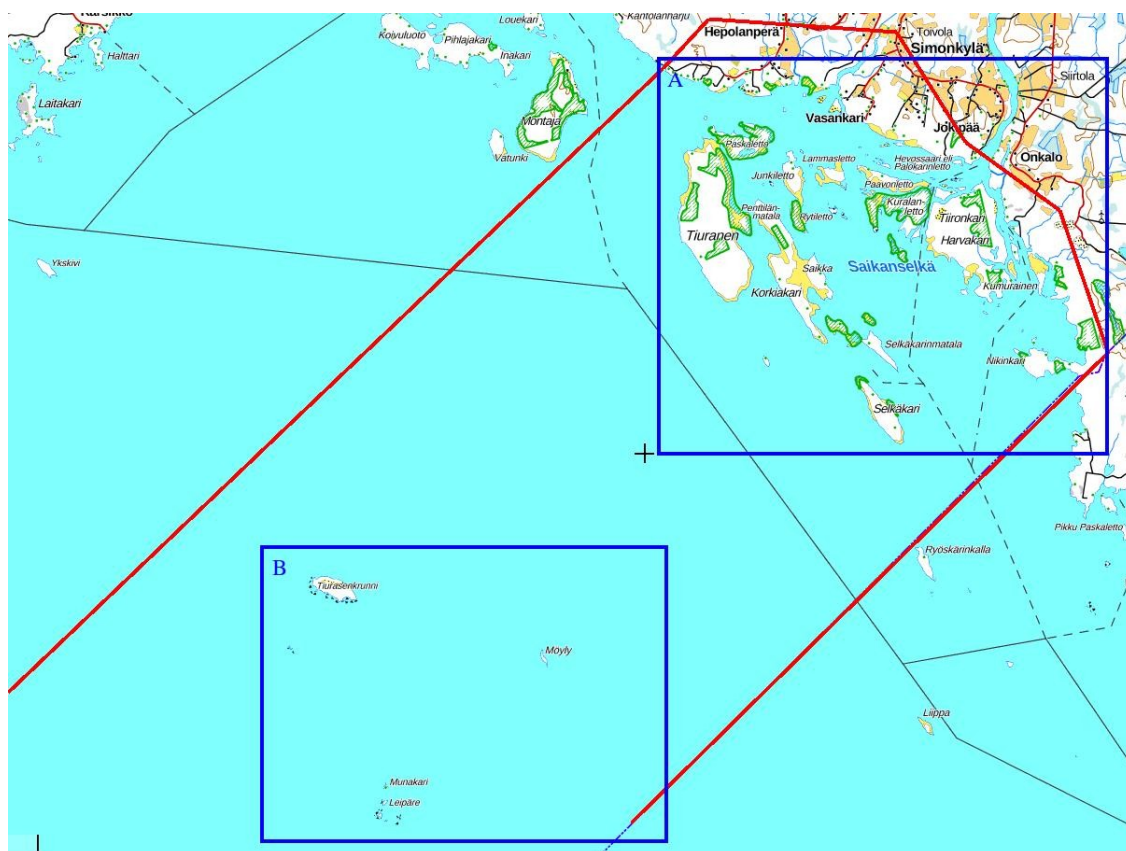 Karsikko
Halttari
Laitakari
Koivuluoto
Pihlajakari
Louekari
Inakari
Kantolanharju
Hepolanperä
Toivola
Simonkylä
Siirtola
A
Montaja
Vatunki
Vasankari
Jokipää
Onkalo
Paskaletto
Lammasletto
Hevossaari eli
Palokarinletto
Junkiletto
Paavonletto
Penttilän-
matala
Rytiletto
Kuralan-
letto
Tiironkari
Tiuranen
Harvakari
Ykskivi
Saikka
Saikanselkä
Korkiakari
Kumurainen
Selkäkarinmatala
Nikinkari
Selkäkari
Pikku Paskaletto
Ryöskärinkalla
B
Tiurasenkrunni
Möyly
Liippa
Munakari
Leipäre